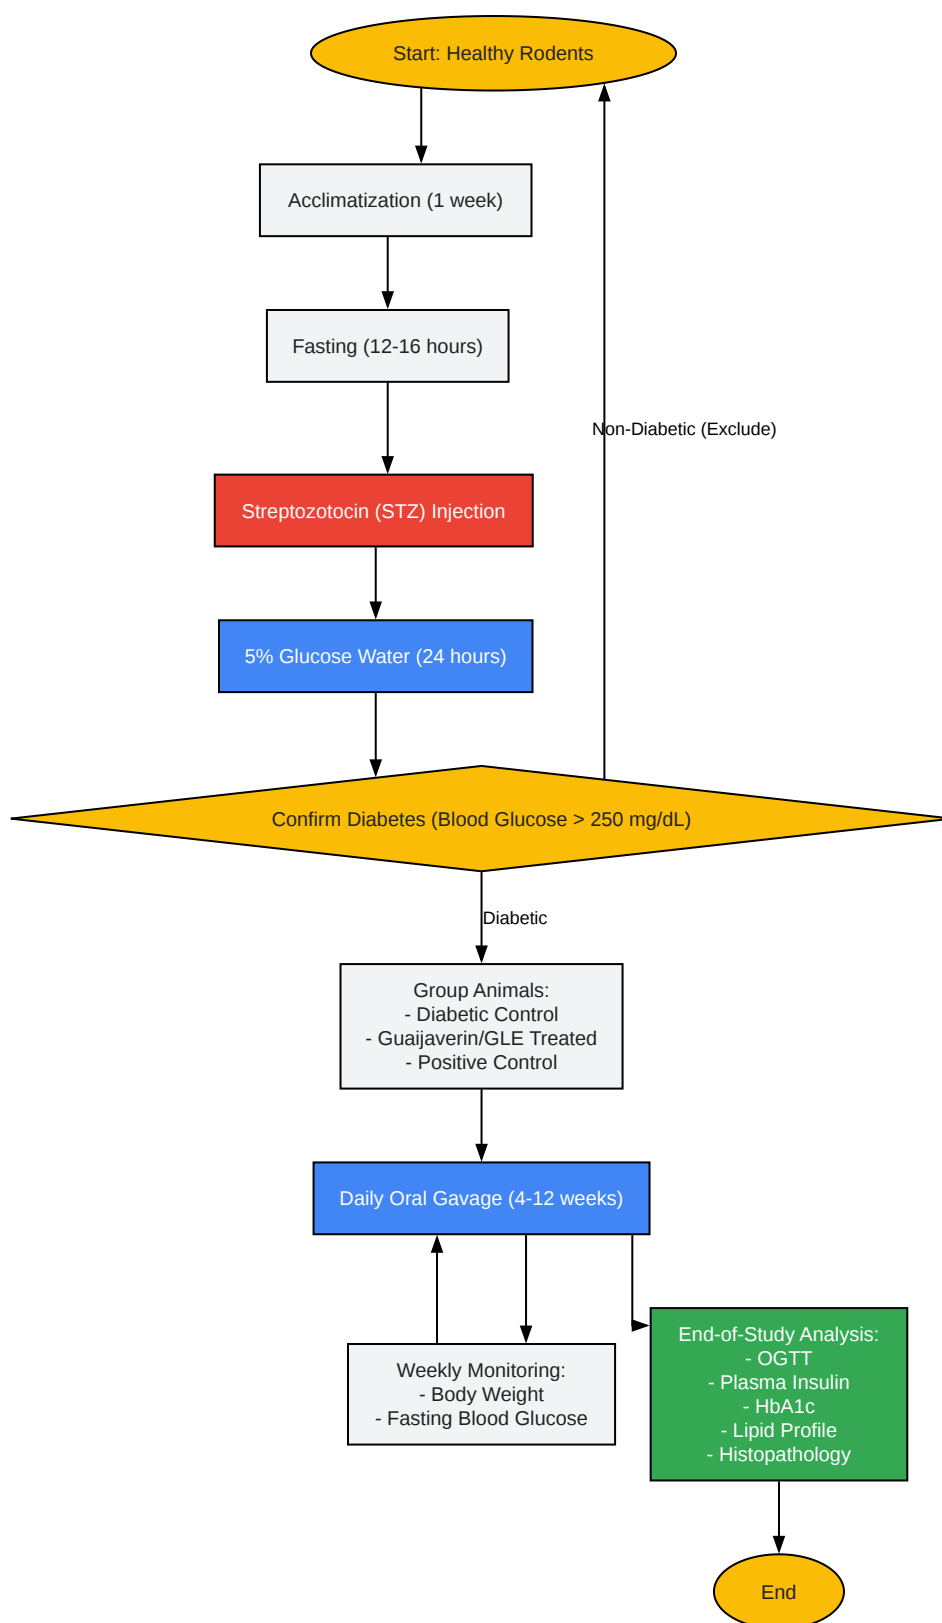 Start: Healthy Rodents
Acclimatization (1 week)
Fasting (12-16 hours)
Non-Diabetic (Exclude)
Streptozotocin (STZ) Injection
5% Glucose Water (24 hours)
Confirm Diabetes (Blood Glucose > 250 mg/dL)
Diabetic
Group Animals:
- Diabetic Control
- Guaijaverin/GLE Treated
- Positive Control
Daily Oral Gavage (4-12 weeks)
Weekly Monitoring:
- Body Weight
- Fasting Blood Glucose
End-of-Study Analysis:
- OGTT
- Plasma Insulin
- HbA1c
- Lipid Profile
- Histopathology
End